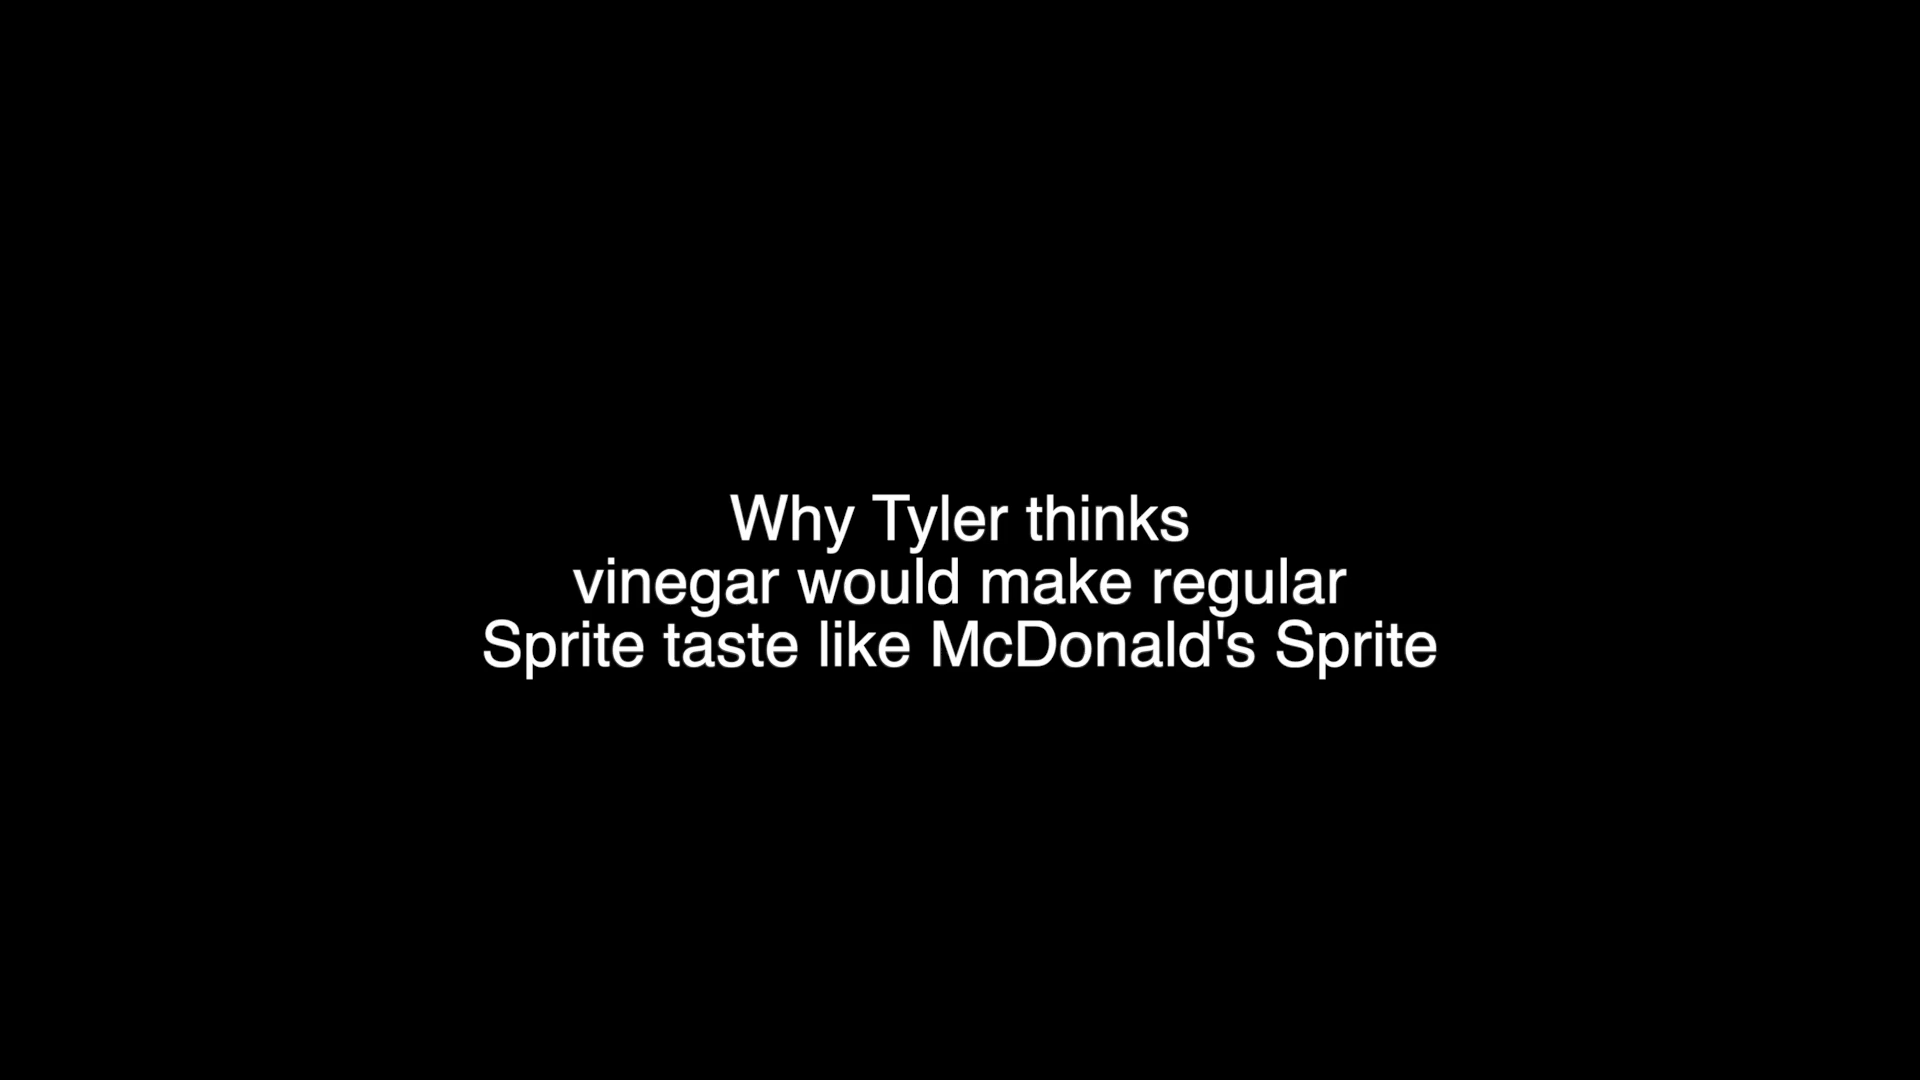 Why Tyler thinks
vinegar would make regular
Sprite taste like McDonald's Sprite